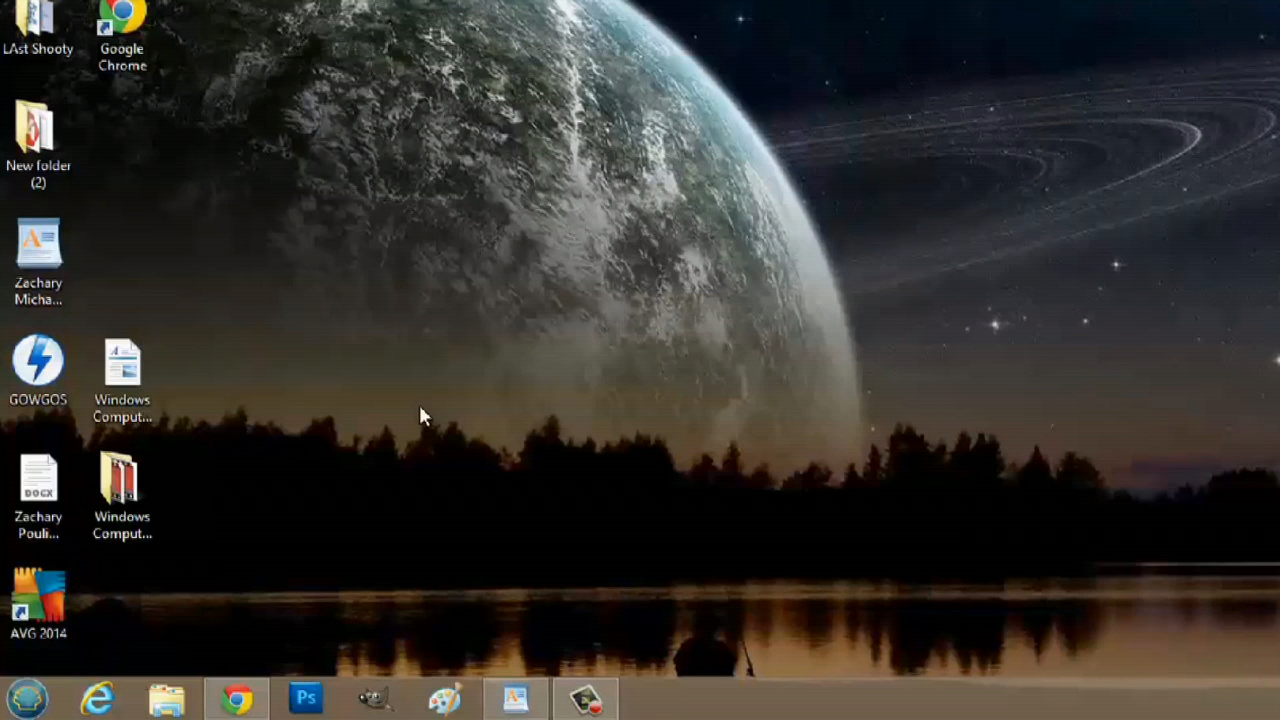 LAst Shooty
Google
Chrome
New folder
(2)
Zachary
Micha...
GOWGOS
Windows
Comput...
Zachary
Pouli...
DOCX
Windows
Comput...
AVG 2014
Ps